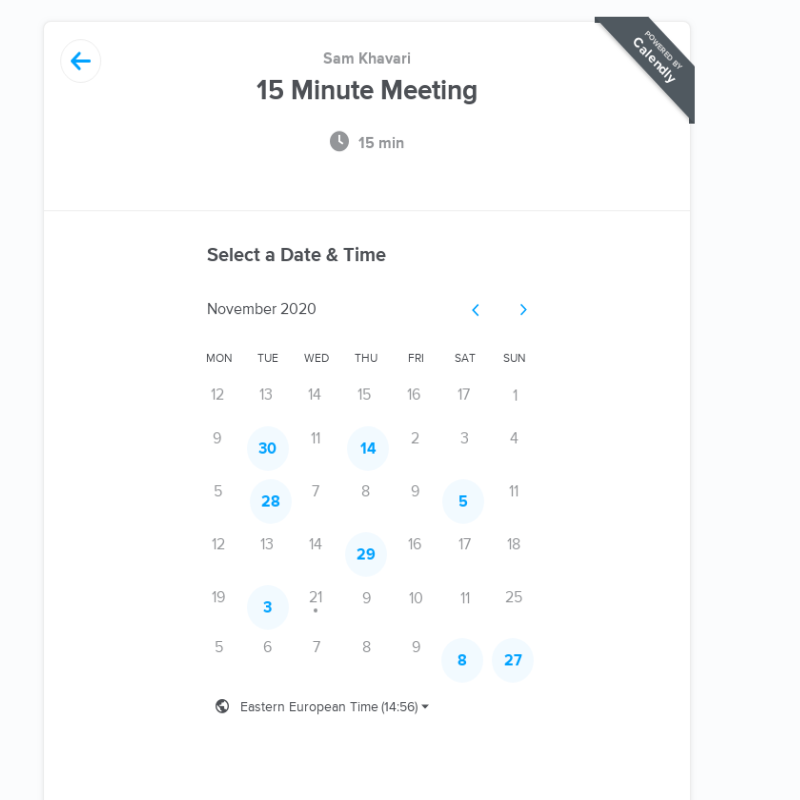 Sam Khavari
POWERED BY
Calendly
15 Minute Meeting
15 min
Select a Date & Time
November 2020
MON TUE WED THU FRI SAT SUN
12 13 14 15 16 17 1
9 30 11 14 2 3 4
5 28 7 8 9 5 11
12 13 14 29 16 17 18
19 3 21 9 10 11 25
5 6 7 8 9 8 27
Eastern European Time (14:56)